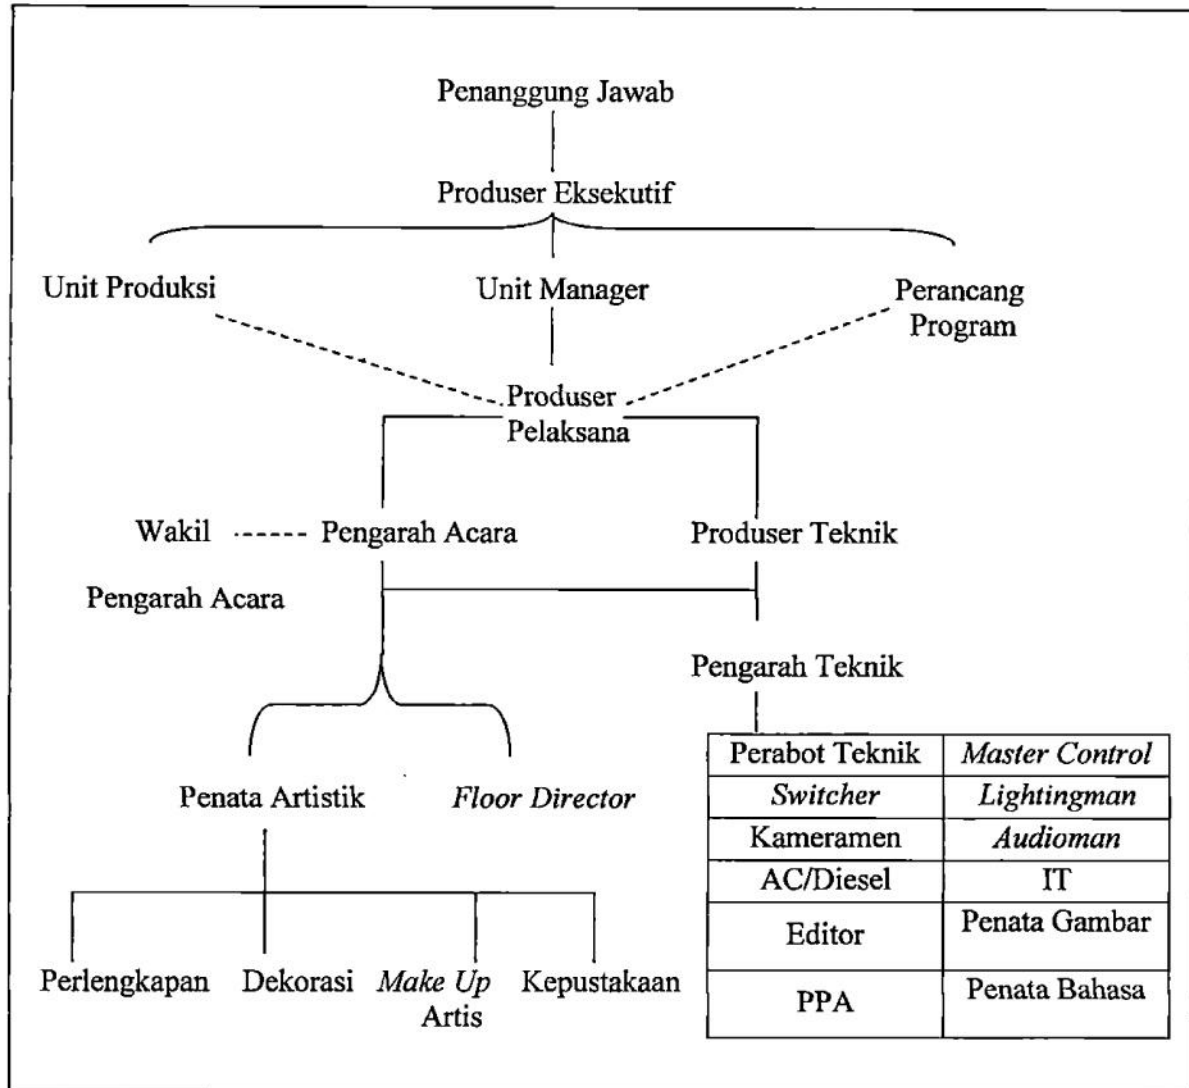 Penanggung Jawab
Produser Eksekutif
Unit Produksi
Unit Manager
Perancang
Program
Produser
Pelaksana
Wakil
Pengarah Acara
Produser Teknik
Pengarah Acara
Pengarah Teknik
Penata Artistik
Floor Director
Perlengkapan
Dekorasi
Make Up
Artis
Kepustakaan
Perabot Teknik
Master Control
Switcher
Lightingman
Kameramen
Audioman
AC/Diesel
IT
Editor
Penata Gambar
PPA
Penata Bahasa